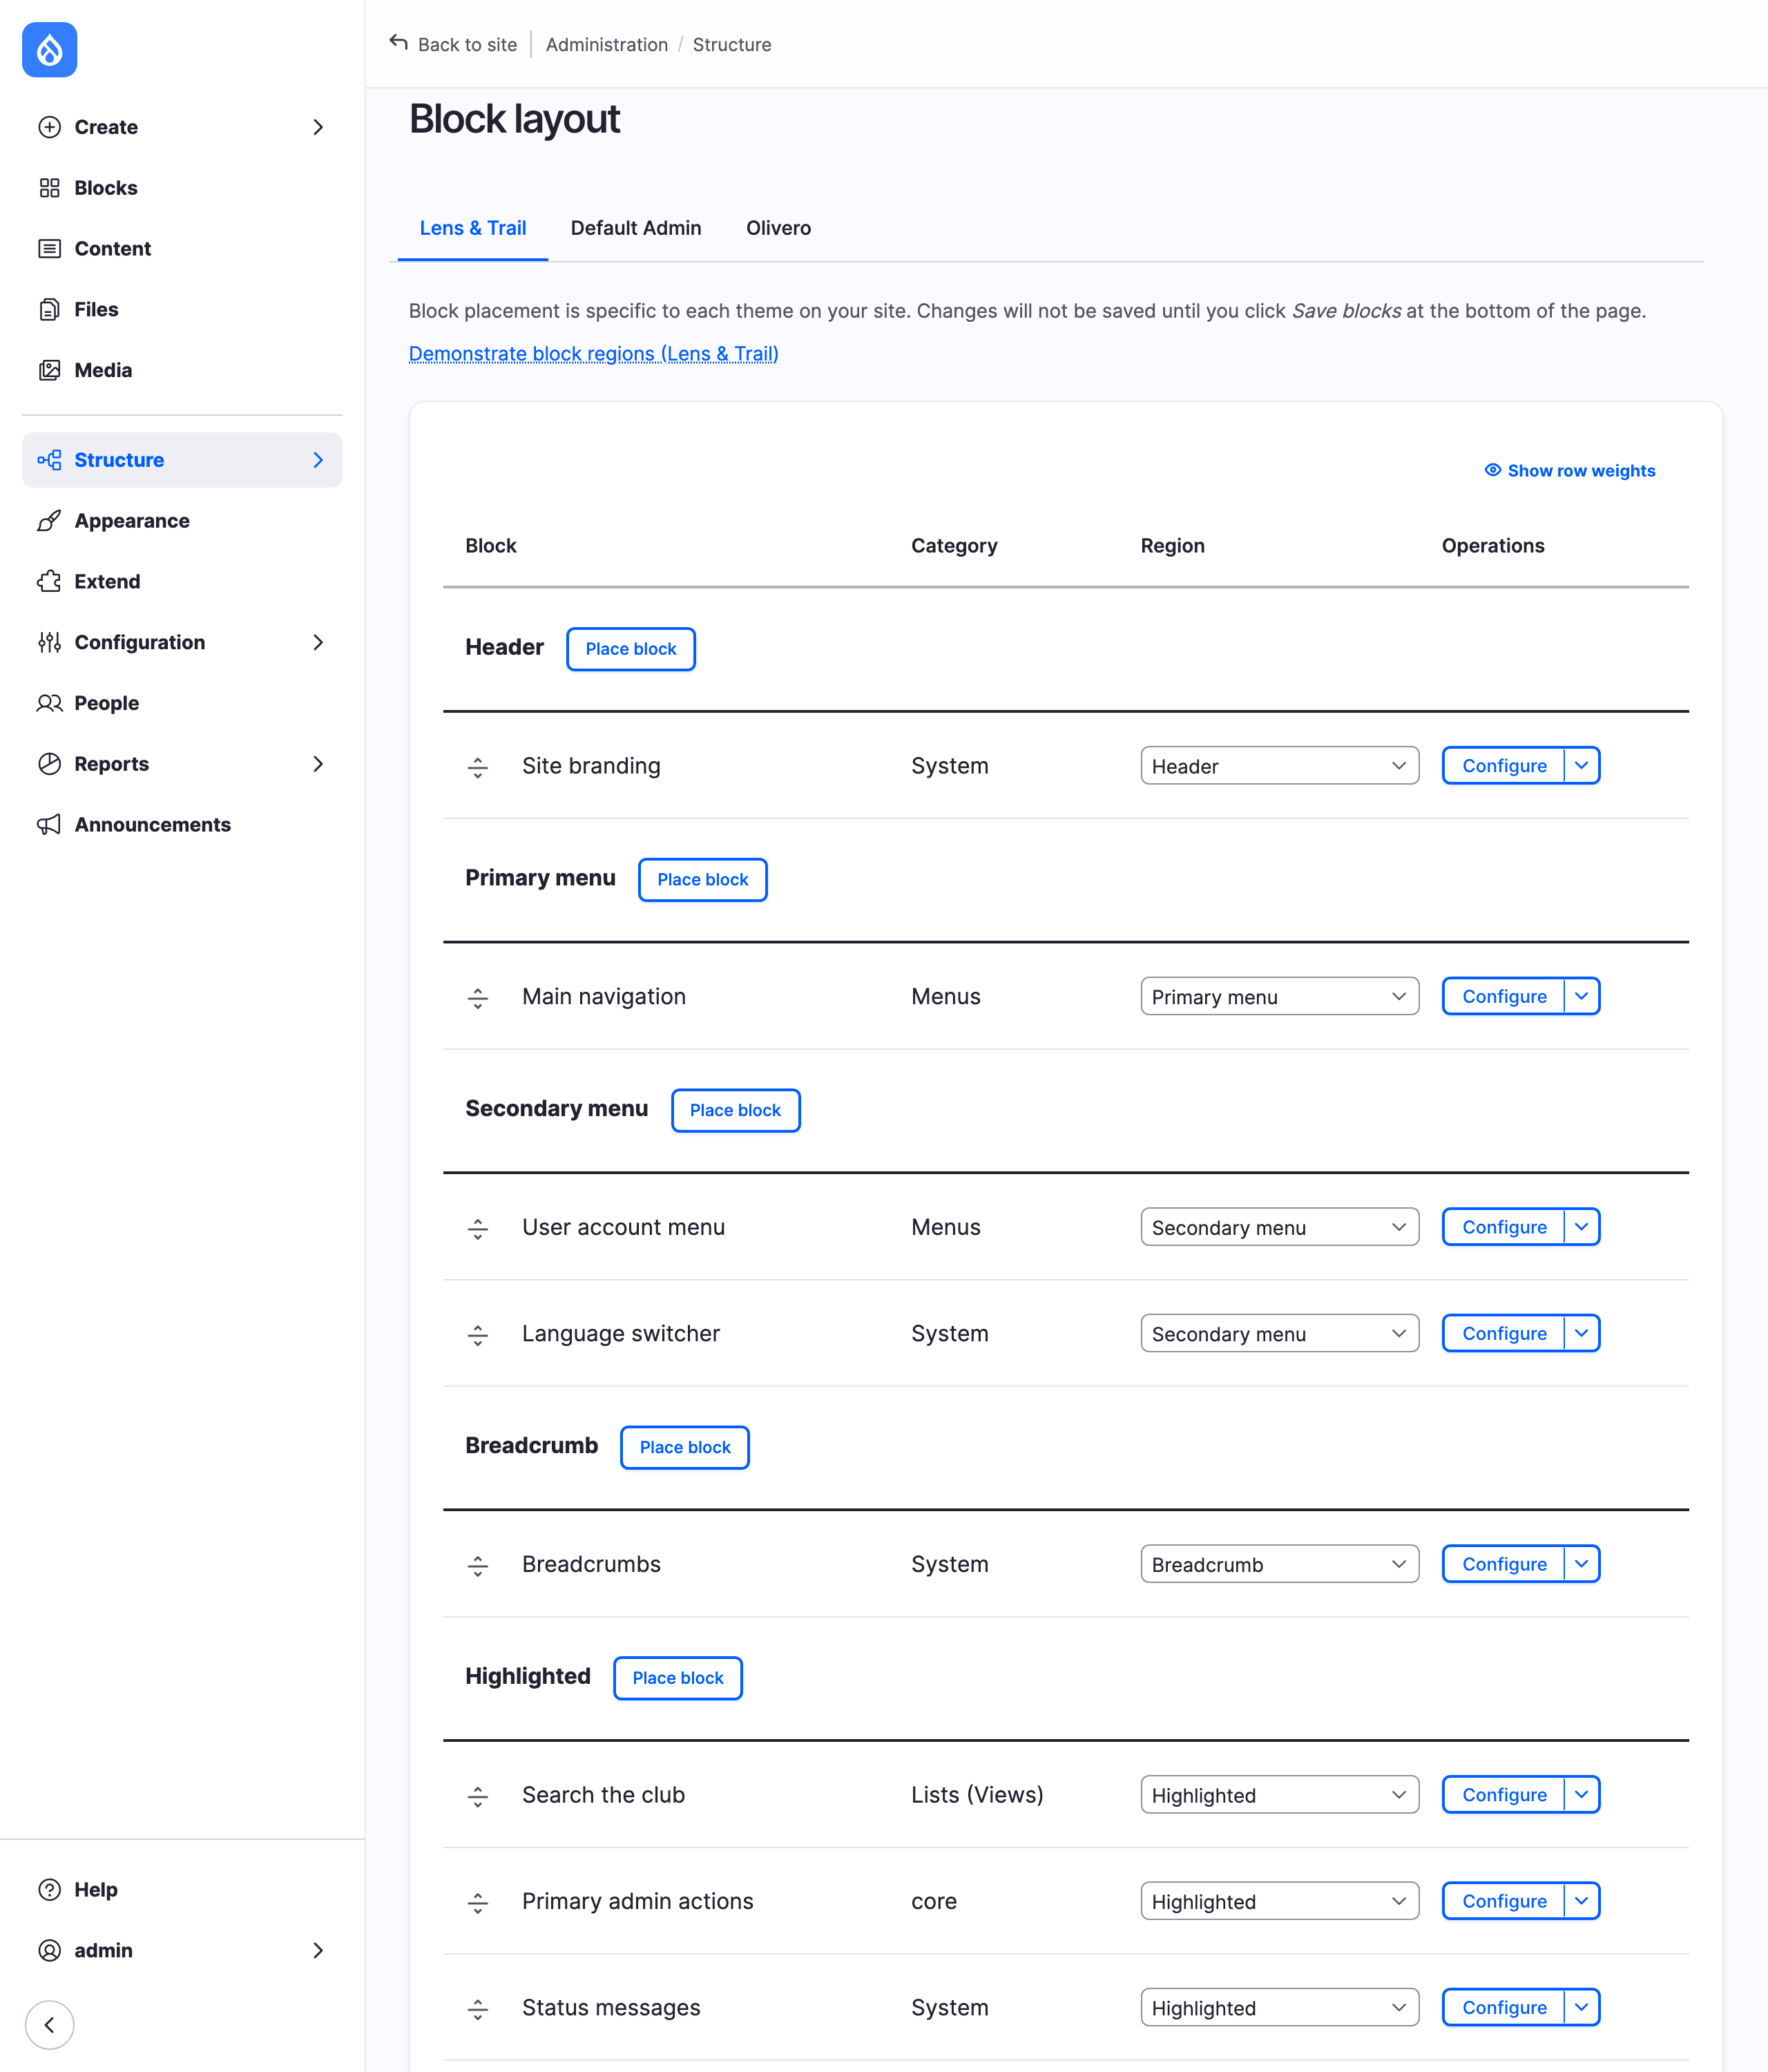 Back to site
Administration / Structure
Create
Blocks
Content
Files
Media
Structure
Appearance
Extend
Configuration
People
Reports
Announcements
Help
admin
Block layout
Lens & Trail
Default Admin
Olivero
Block placement is specific to each theme on your site. Changes will not be saved until you click Save blocks at the bottom of the page.
Demonstrate block regions (Lens & Trail)
Show row weights
Block Category Region Operations
Header Place block
Site branding System Header Configure
Primary menu Place block
Main navigation Menus Primary menu Configure
Secondary menu Place block
User account menu Menus Secondary menu Configure
Language switcher System Secondary menu Configure
Breadcrumb Place block
Breadcrumbs System Breadcrumb Configure
Highlighted Place block
Search the club Lists (Views) Highlighted Configure
Primary admin actions core Highlighted Configure
Status messages System Highlighted Configure